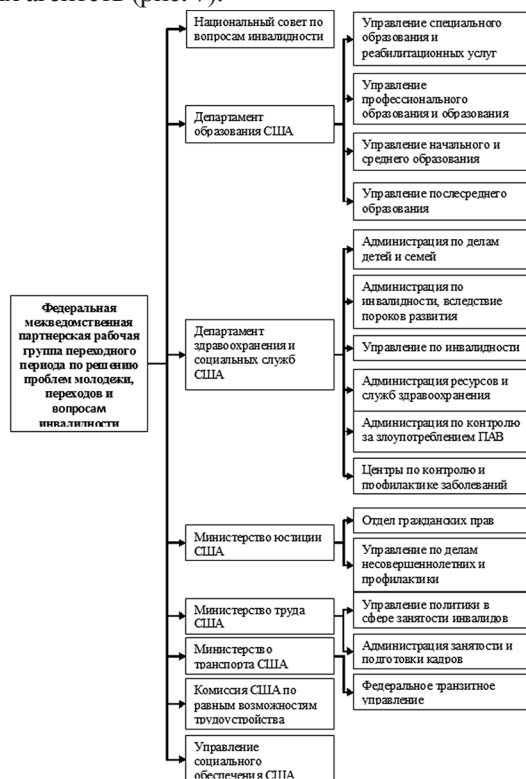 агентств (рис. 7).
Национальный совет по
вопросам инвалидности
Департамент
образования США
Управление специального
образования и
реабилитационных услуг
Управление
профессионального
образования и образования
Управление начального и
среднего образования
Управление послесреднего
образования
Федеральная
межведомственная
партнерская рабочая
группа переходного
периода по решению
проблем молодежи,
переходов и
вопросам
инвалидности
Департамент
здравоохранения и
социальных служб
США
Администрация по делам
детей и семей
Администрация по
инвалидности, вследствие
пороков развития
Управление по инвалидности
Администрация ресурсов и
служб здравоохранения
Администрация по контролю
за злоупотреблением ПАВ
Центры по контролю и
профилактике заболеваний
Министерство юстиции
США
Отдел гражданских прав
Управление по делам
несовершеннолетних и
профилактики
Министерство труда
США
Управление политики в
сфере занятости инвалидов
Администрация занятости и
подготовки кадров
Министерство
транспорта США
Федеральное транзитное
управление
Комиссия США по
равным возможностям
трудоустройства
Управление
социального
обеспечения США